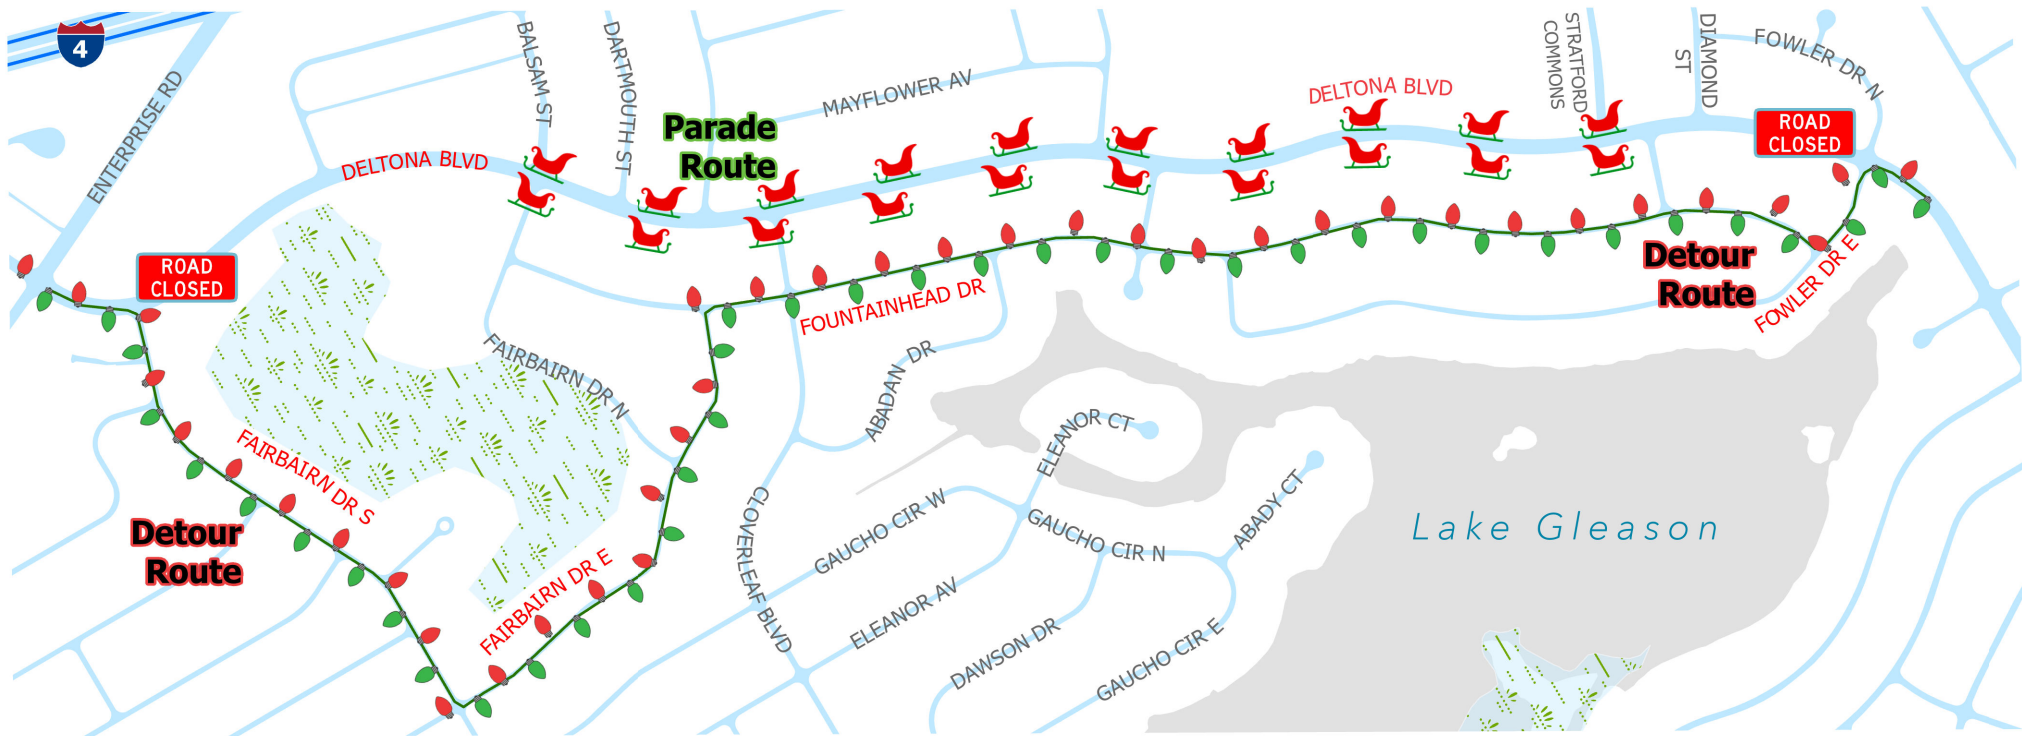 4
ENTERPRISE RD
BALSAM ST
DARTMOUTH ST
Parade
Route
MAYFLOWER AV
DELTONA BLVD
STRATFORD
COMMONS
DIAMOND
ST
FOWLER DR N
ROAD
CLOSED
DELTONA BLVD
ROAD
CLOSED
Detour
Route
FOWLER DR E
FOUNTAINHEAD DR
FAIRBAIRN DR N
ABADAN DR
ELEANOR CT
FAIRBAIRN DR S
Detour
Route
FAIRBAIRN DR E
CLOVERLEAF BLVD
GAUCHO CIR W
GAUCHO CIR N
ABADY CT
Lake Gleason
ELEANOR AV
DAWSON DR
GAUCHO CIR E